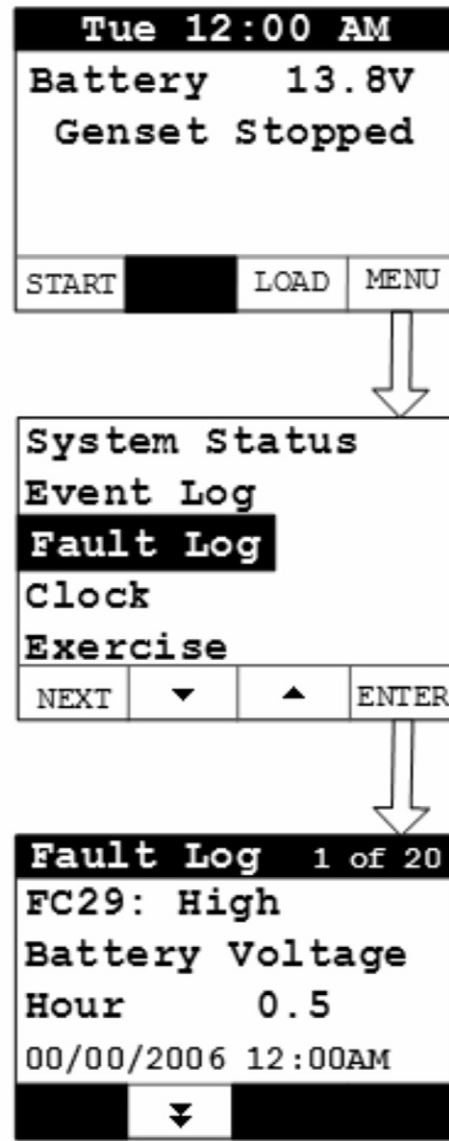 Tue 12:00 AM
Battery 13.8V
Genset Stopped
START LOAD MENU
System Status
Event Log
Fault Log
Clock
Exercise
NEXT ▼ ▲ ENTER
Fault Log 1 of 20
FC29: High
Battery Voltage
Hour 0.5
00/00/2006 12:00AM